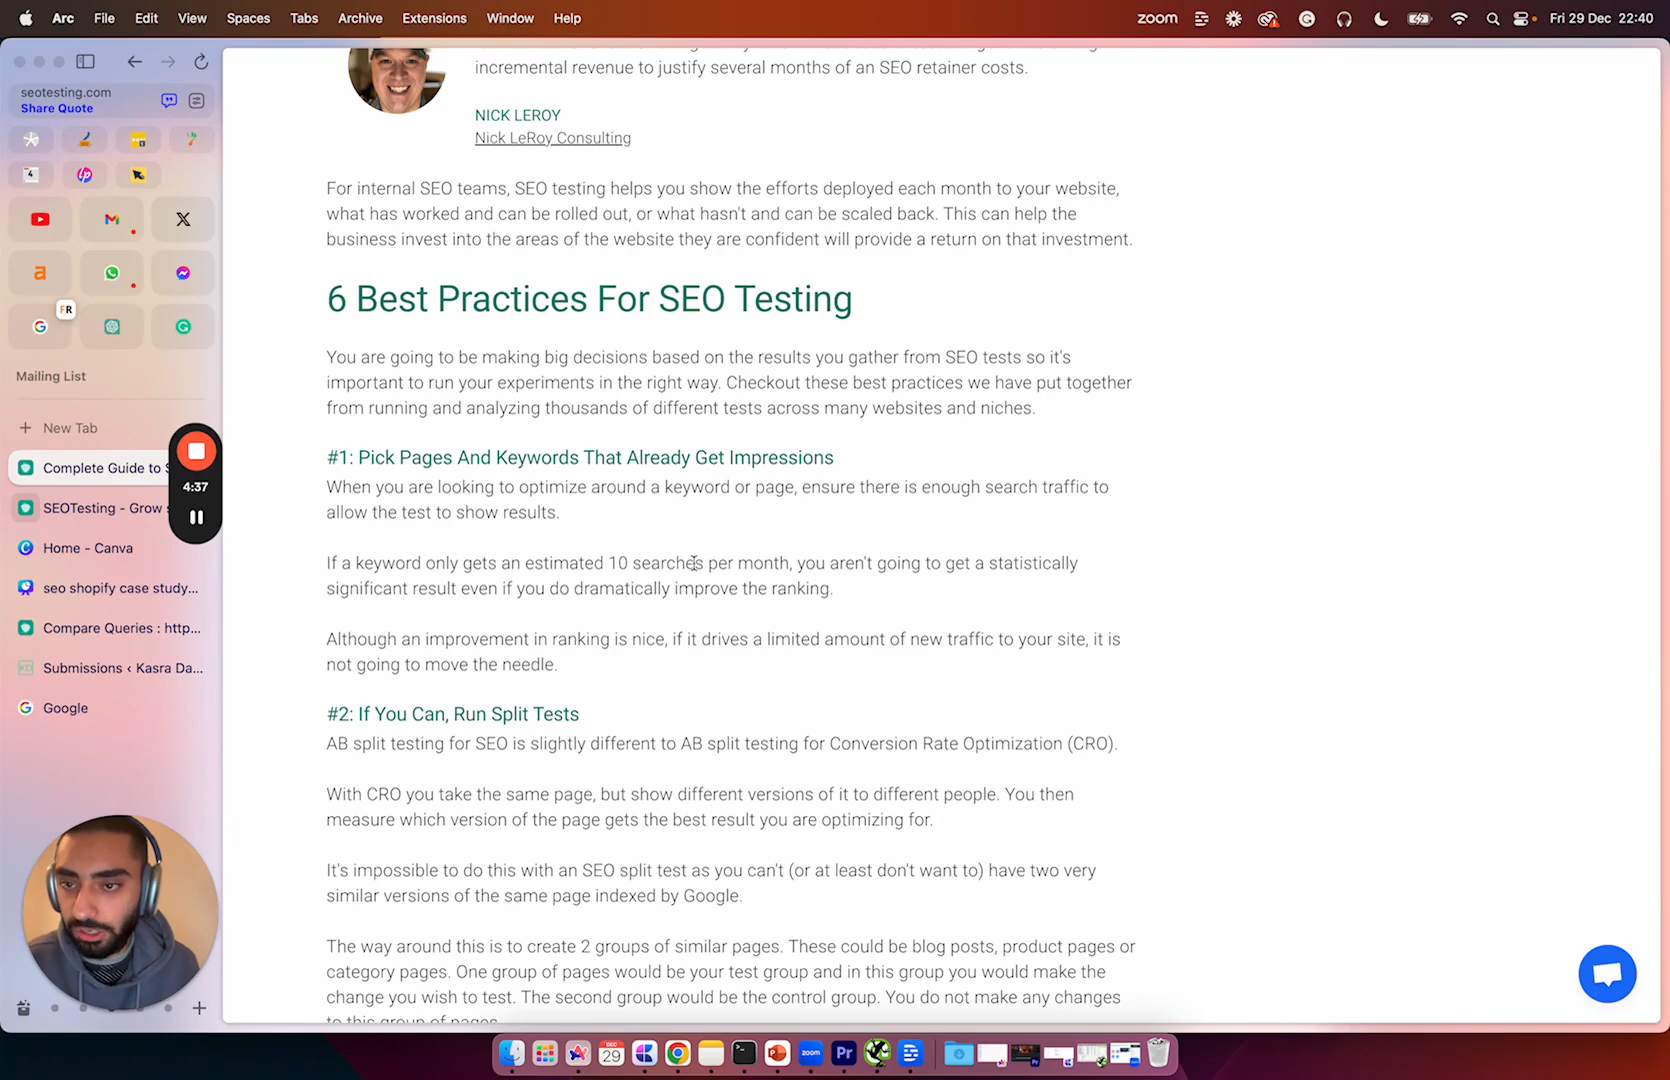 Arc File Edit View Spaces Tabs Archive Extensions Window Help
zoom Fri 29 Dec 22:40
seotesting.com
Share Quote
4
FR
Mailing List
New Tab
Complete Guide to S
SEOTesting - Grow s
Home - Canva
seo shopify case study...
Compare Queries : http...
Submissions ‹ Kasra Da...
Google
4:37
incremental revenue to justify several months of an SEO retainer costs.
NICK LEROY
Nick LeRoy Consulting
For internal SEO teams, SEO testing helps you show the efforts deployed each month to your website,
what has worked and can be rolled out, or what hasn't and can be scaled back. This can help the
business invest into the areas of the website they are confident will provide a return on that investment.
6 Best Practices For SEO Testing
You are going to be making big decisions based on the results you gather from SEO tests so it's
important to run your experiments in the right way. Checkout these best practices we have put together
from running and analyzing thousands of different tests across many websites and niches.
#1: Pick Pages And Keywords That Already Get Impressions
When you are looking to optimize around a keyword or page, ensure there is enough search traffic to
allow the test to show results.
If a keyword only gets an estimated 10 searches per month, you aren't going to get a statistically
significant result even if you do dramatically improve the ranking.
Although an improvement in ranking is nice, if it drives a limited amount of new traffic to your site, it is
not going to move the needle.
#2: If You Can, Run Split Tests
AB split testing for SEO is slightly different to AB split testing for Conversion Rate Optimization (CRO).
With CRO you take the same page, but show different versions of it to different people. You then
measure which version of the page gets the best result you are optimizing for.
It's impossible to do this with an SEO split test as you can't (or at least don't want to) have two very
similar versions of the same page indexed by Google.
The way around this is to create 2 groups of similar pages. These could be blog posts, product pages or
category pages. One group of pages would be your test group and in this group you would make the
change you wish to test. The second group would be the control group. You do not make any changes
to this group of pages.
DEC
29
zoom
Pr